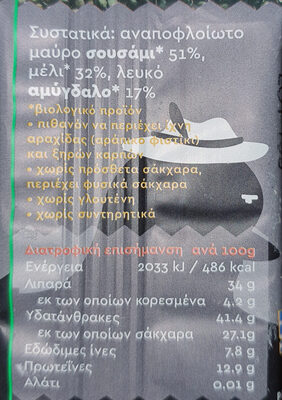 Συστατικά: αναποφλοίωτο
μαύρο σουσάμι* 51%,
μέλι* 32%, λευκό
αμύγδαλο* 17%
*βιολογικό προϊόν
• πιθανόν να περιέχει ίχνη
αραχίδας (αράπικο φιστίκι)
και ξηρών καρπών
• χωρίς πρόσθετα σάκχαρα,
περιέχει φυσικά σάκχαρα
• χωρίς γλουτένη
• χωρίς συντηρητικά
Διατροφική επισήμανση ανά 100g
Ενέργεια 2033 kJ / 486 kcal
Λιπαρά 34 g
εκ των οποίων κορεσμένα 4.2 g
Υδατάνθρακες 41.4 g
εκ των οποίων σάκχαρα 27.1g
Εδώδιμες ίνες 7.8 g
Πρωτεΐνες 12.9 g
Αλάτι 0,01 g